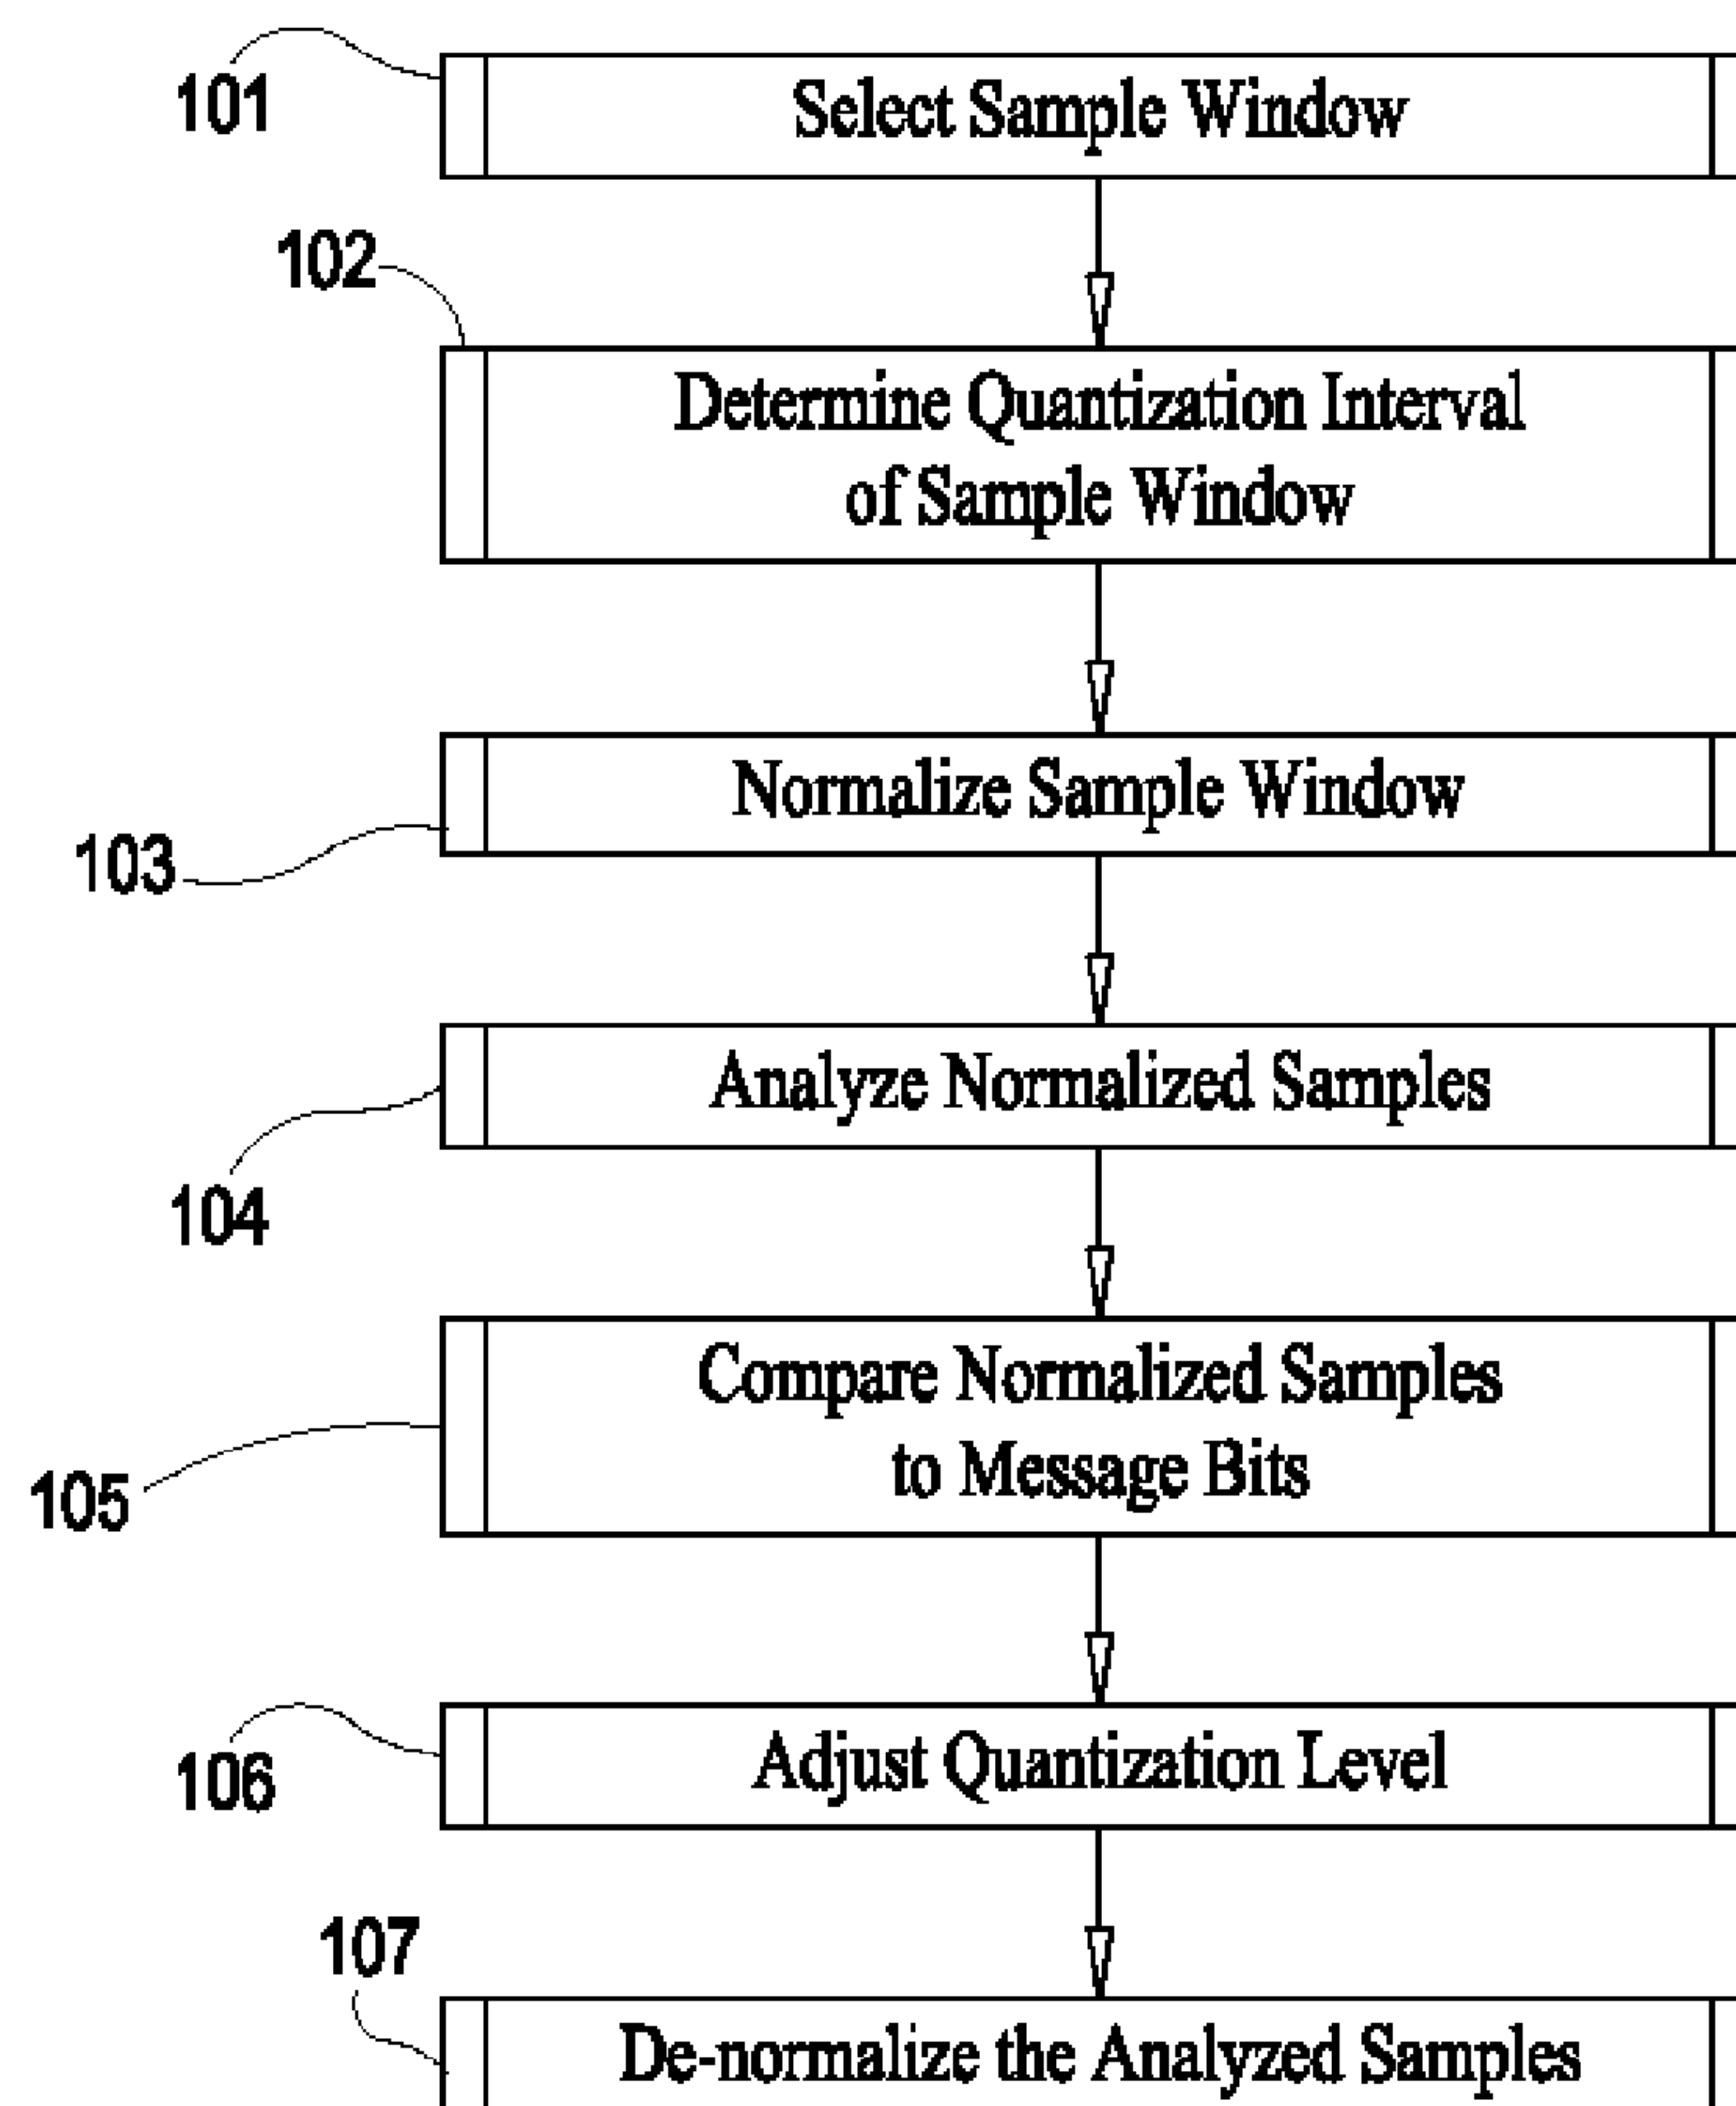 101
Select Sample Window
102
Determine Quantization Interval
of Sample Window
Normalize Sample Window
103
Analyze Normalized Samples
104
Compare Normalized Samples
to Message Bits
105
106
Adjust Quantization Level
107
De-normalize the Analyzed Samples